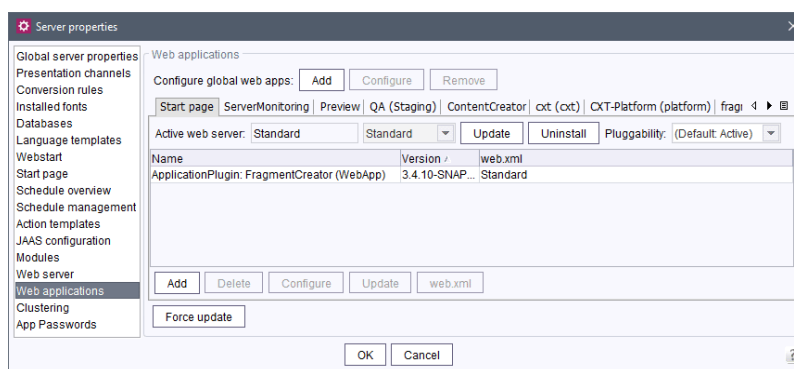 Server properties
Global server properties
Presentation channels
Conversion rules
Installed fonts
Databases
Language templates
Webstart
Start page
Schedule overview
Schedule management
Action templates
JAAS configuration
Modules
Web server
Web applications
Clustering
App Passwords
Web applications
Configure global web apps: Add Configure Remove
Start page ServerMonitoring Preview QA (Staging) ContentCreator cxt (cxt) CXT-Platform (platform) fragı
Active web server: Standard Standard Update Uninstall Pluggability: (Default: Active)
Name Version web.xml
ApplicationPlugin: FragmentCreator (WebApp) 3.4.10-SNAP... Standard
Add Delete Configure Update web.xml
Force update
OK Cancel
?